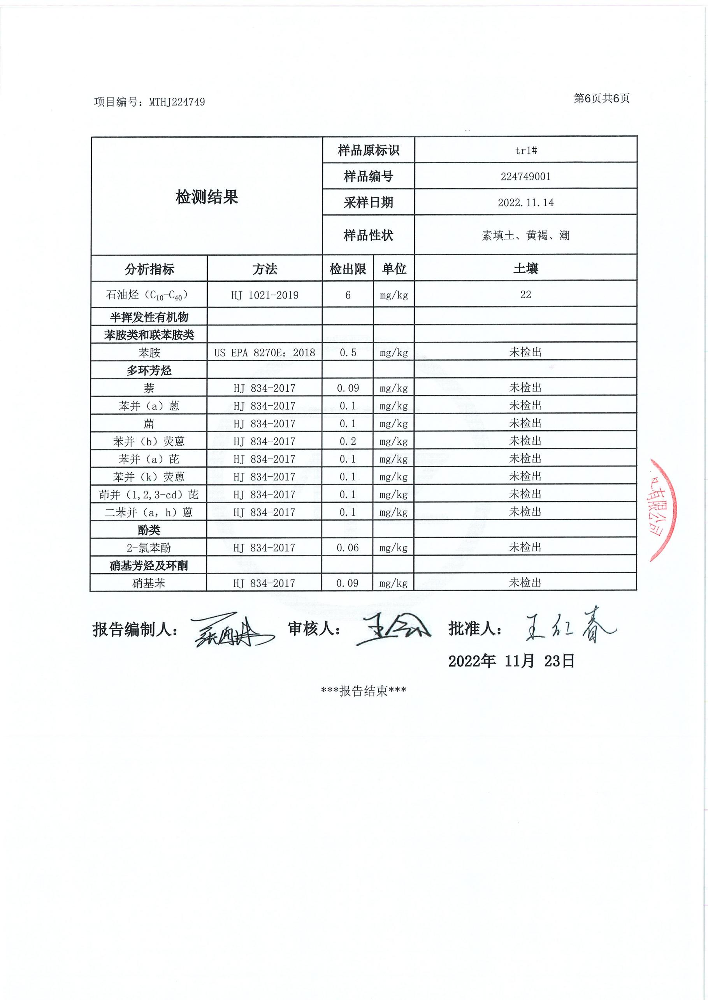 项目编号：MTHJ224749
第6页共6页
检测结果
样品原标识 tr1#
样品编号 224749001
采样日期 2022.11.14
样品性状 素填土、黄褐、潮
分析指标 方法 检出限 单位 土壤
石油烃（C10-C40） HJ 1021-2019 6 mg/kg 22
半挥发性有机物
苯胺类和联苯胺类
苯胺 US EPA 8270E：2018 0.5 mg/kg 未检出
多环芳烃
萘 HJ 834-2017 0.09 mg/kg 未检出
苯并（a）蒽 HJ 834-2017 0.1 mg/kg 未检出
䓛 HJ 834-2017 0.1 mg/kg 未检出
苯并（b）荧蒽 HJ 834-2017 0.2 mg/kg 未检出
苯并（a）芘 HJ 834-2017 0.1 mg/kg 未检出
苯并（k）荧蒽 HJ 834-2017 0.1 mg/kg 未检出
茚并（1,2,3-cd）芘 HJ 834-2017 0.1 mg/kg 未检出
二苯并（a，h）蒽 HJ 834-2017 0.1 mg/kg 未检出
酚类
2-氯苯酚 HJ 834-2017 0.06 mg/kg 未检出
硝基芳烃及环酮
硝基苯 HJ 834-2017 0.09 mg/kg 未检出
报告编制人： 审核人： 批准人：王红春
2022年 11月 23日
***报告结束***
有限公司